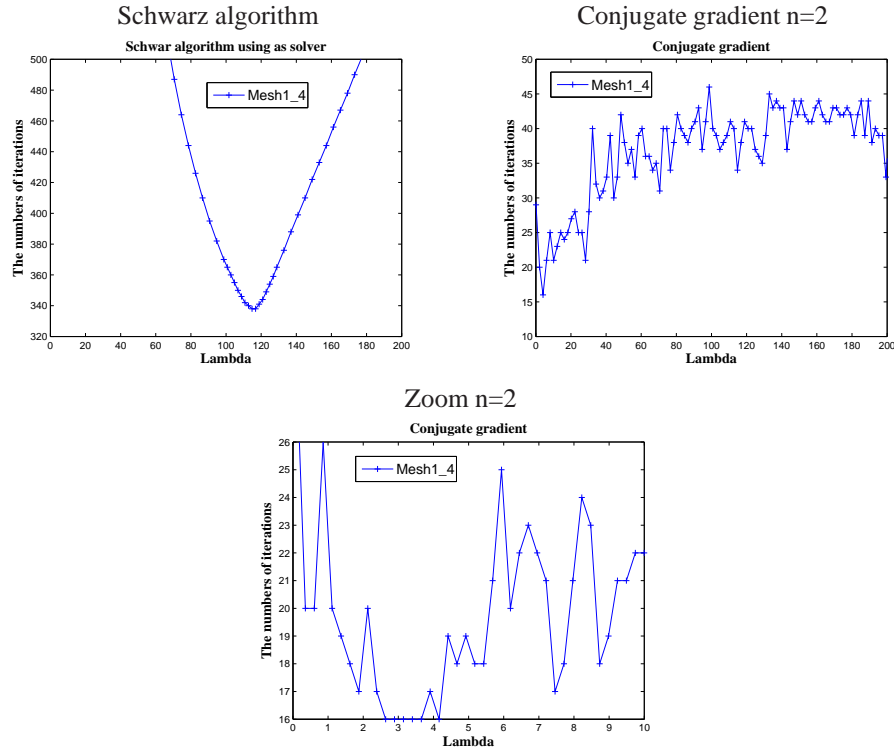 Schwarz algorithm
Schwar algorithm using as solver
500
480
460
440
420
400
380
360
340
320
The numbers of iterations
Mesh1_4
0 20 40 60 80 100 120 140 160 180 200
Lambda
Conjugate gradient n=2
Conjugate gradient
50
45
40
35
30
25
20
15
10
The numbers of iterations
Mesh1_4
0 20 40 60 80 100 120 140 160 180 200
Lambda
Zoom n=2
Conjugate gradient
26
25
24
23
22
21
20
19
18
17
16
The numbers of iterations
Mesh1_4
0 1 2 3 4 5 6 7 8 9 10
Lambda